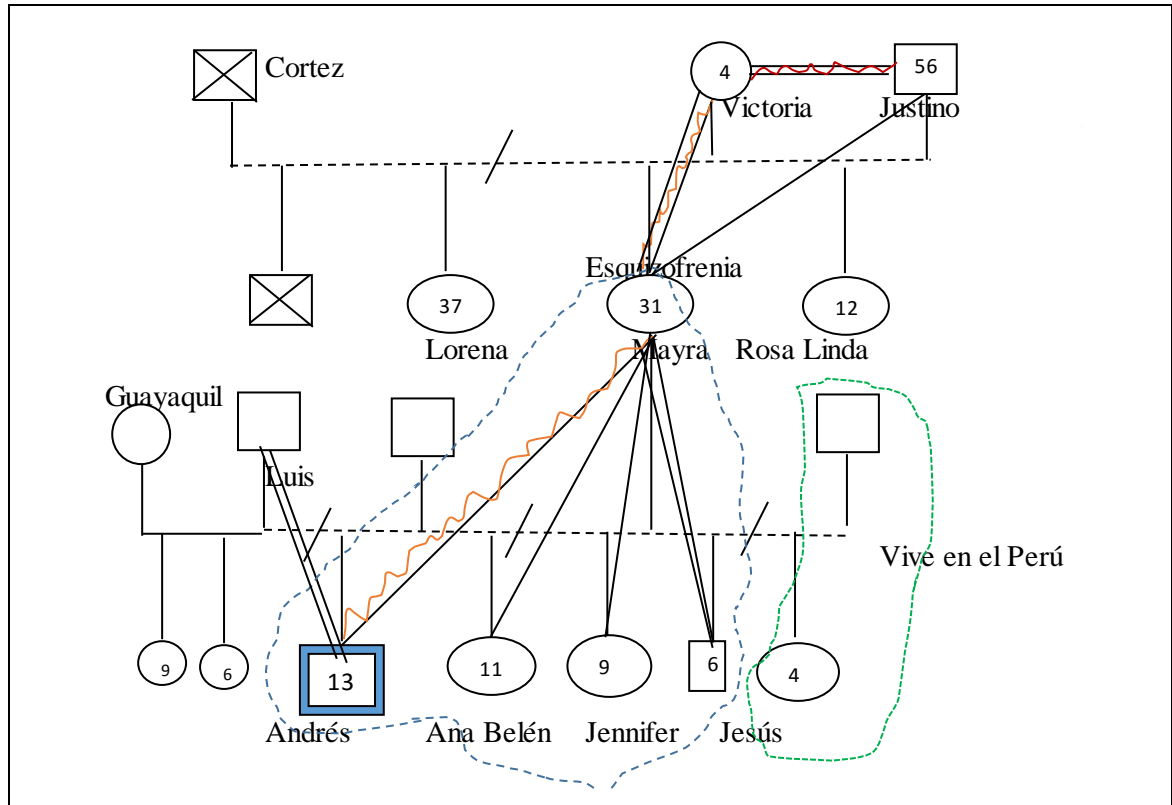 Cortez
4
56
Victoria
Justino
Esquizofrenia
37
31
12
Lorena
Mayra
Rosa Linda
Guayaquil
Luis
Vive en el Perú
9
6
13
11
9
6
4
Andrés
Ana Belén
Jennifer
Jesús